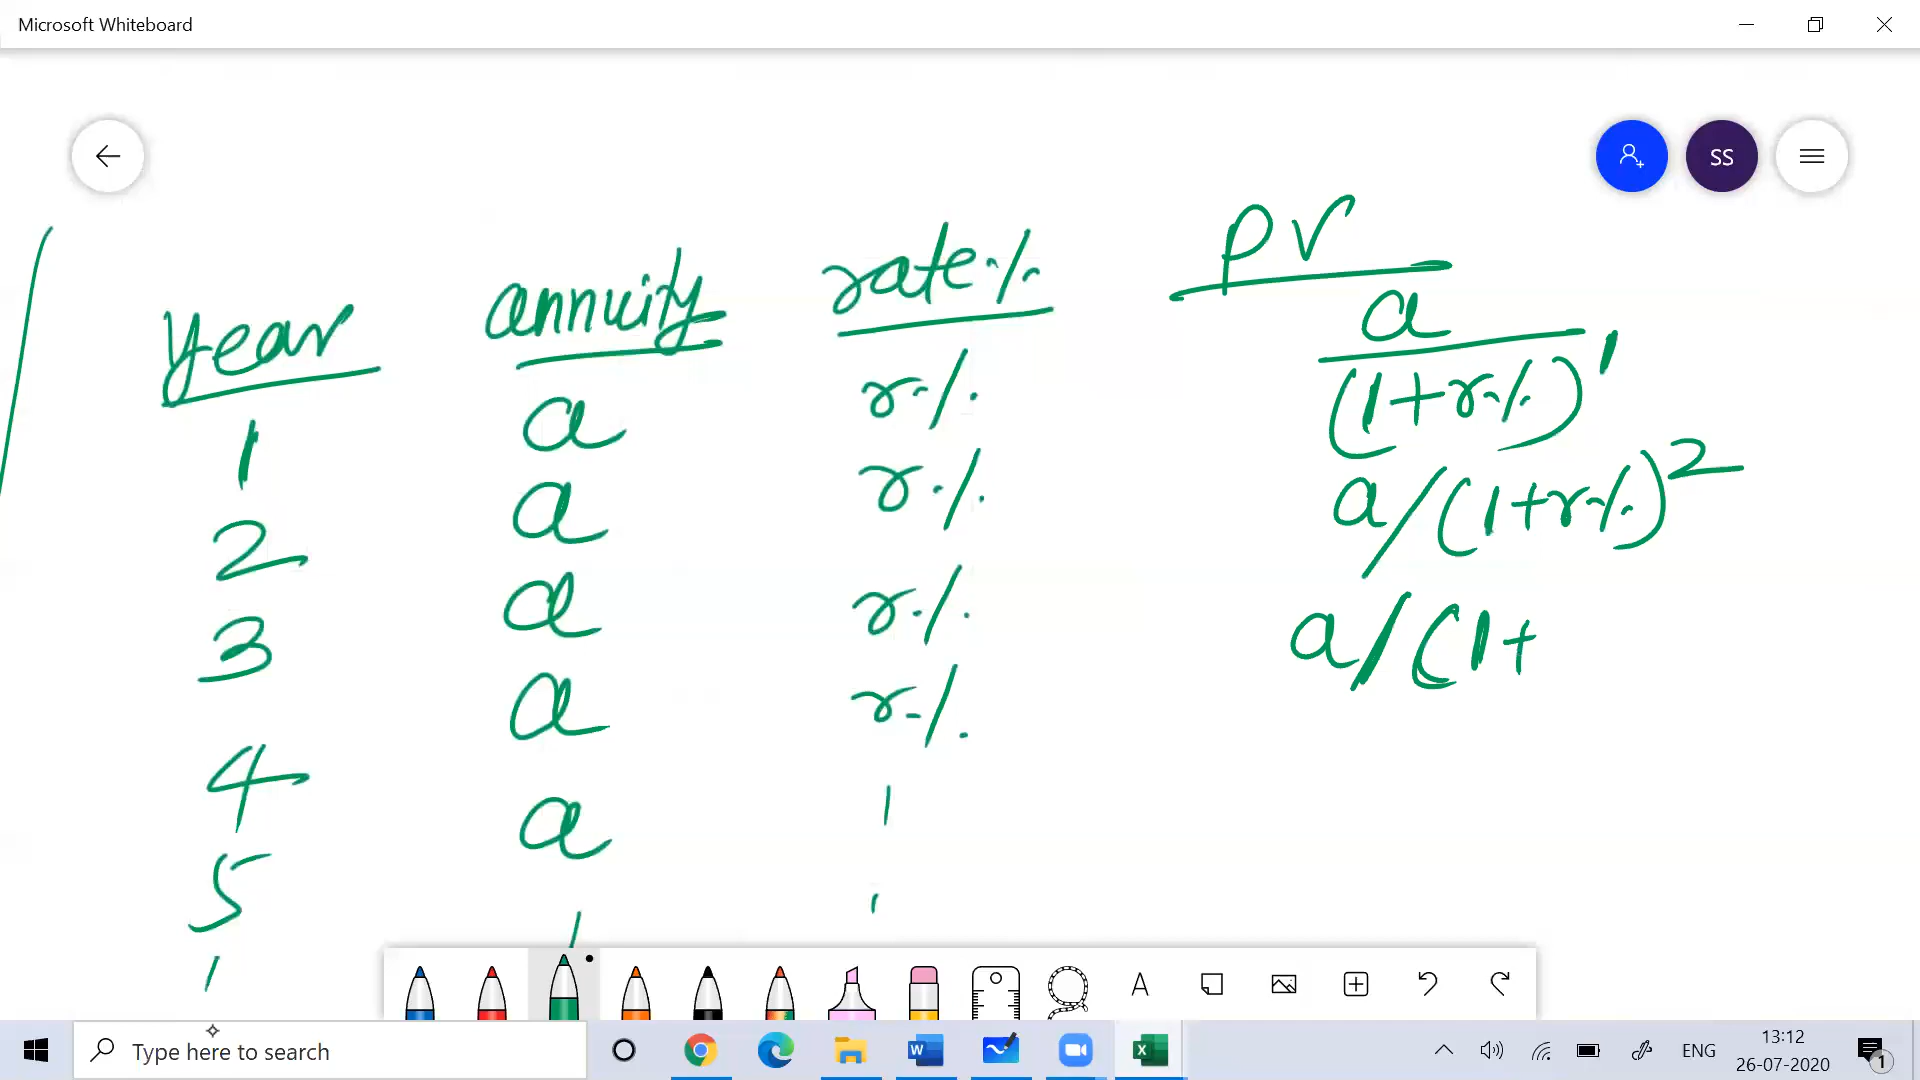 Microsoft Whiteboard
SS
year annuity rate% PV
1 a r% a
(1+r%)1
2 a r% a/(1+r%)2
3 a r% a/(1+
4 a r%
5 a
A
Type here to search
ENG
13:12
26-07-2020
1